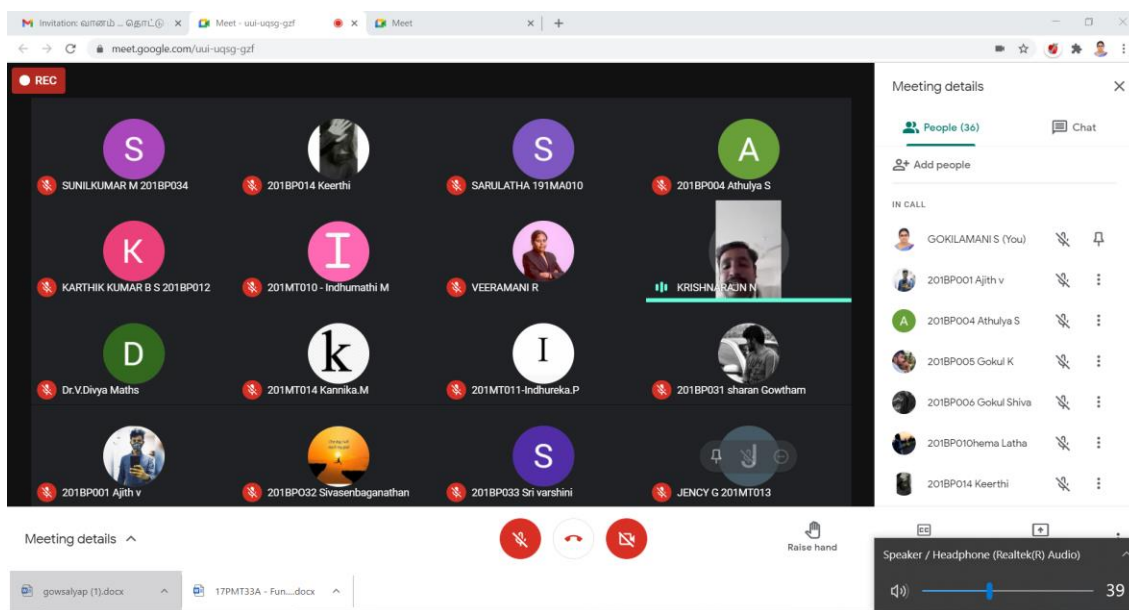 Invitation: வானம் ... தொட்டு
Meet - uui-uqsg-gzf
Meet
meet.google.com/uui-uqsg-gzf
REC
Meeting details
People (36)
Chat
Add people
IN CALL
GOKILAMANI S (You)
201BP001 Ajith v
A
201BP004 Athulya S
201BP005 Gokul K
201BP006 Gokul Shiva
201BP010hema Latha
201BP014 Keerthi
S
S
A
SUNILKUMAR M 201BP034
201BP014 Keerthi
SARULATHA 191MA010
201BP004 Athulya S
K
I
KARTHIK KUMAR B S 201BP012
201MT010 - Indhumathi M
VEERAMANI R
KRISHNARAJN N
D
k
I
Dr.V.Divya Maths
201MT014 Kannika.M
201MT011-Indhureka.P
201BP031 sharan Gowtham
S
J
201BP001 Ajith v
201BPO32 Sivasenbaganathan
201BP033 Sri varshini
JENCY G 201MT013
Meeting details
Raise hand
CC
Speaker / Headphone (Realtek(R) Audio)
39
gowsalyap (1).docx
17PMT33A - Fun....docx